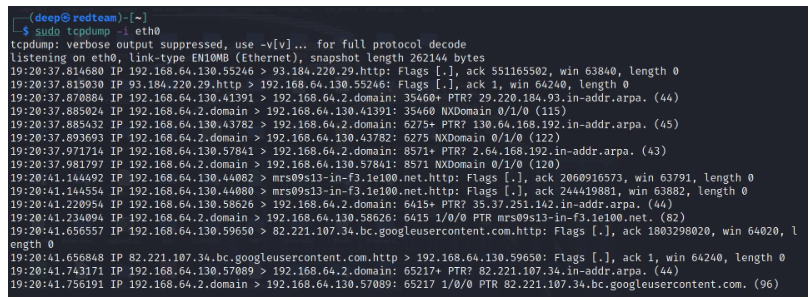 (deep㉿redteam)-[~]
$ sudo tcpdump -i eth0
tcpdump: verbose output suppressed, use -v[v]... for full protocol decode
listening on eth0, link-type EN10MB (Ethernet), snapshot length 262144 bytes
19:20:37.814680 IP 192.168.64.130.55246 > 93.184.220.29.http: Flags [.], ack 551165502, win 63840, length 0
19:20:37.815030 IP 93.184.220.29.http > 192.168.64.130.55246: Flags [.], ack 1, win 64240, length 0
19:20:37.870884 IP 192.168.64.130.41391 > 192.168.64.2.domain: 35460+ PTR? 29.220.184.93.in-addr.arpa. (44)
19:20:37.885024 IP 192.168.64.2.domain > 192.168.64.130.41391: 35460 NXDomain 0/1/0 (115)
19:20:37.885432 IP 192.168.64.130.43782 > 192.168.64.2.domain: 6275+ PTR? 130.64.168.192.in-addr.arpa. (45)
19:20:37.893693 IP 192.168.64.2.domain > 192.168.64.130.43782: 6275 NXDomain 0/1/0 (122)
19:20:37.971714 IP 192.168.64.130.57841 > 192.168.64.2.domain: 8571+ PTR? 2.64.168.192.in-addr.arpa. (43)
19:20:37.981797 IP 192.168.64.2.domain > 192.168.64.130.57841: 8571 NXDomain 0/1/0 (120)
19:20:41.144492 IP 192.168.64.130.44082 > mrs09s13-in-f3.1e100.net.http: Flags [.], ack 2060916573, win 63791, length 0
19:20:41.144554 IP 192.168.64.130.44080 > mrs09s13-in-f3.1e100.net.http: Flags [.], ack 244419881, win 63882, length 0
19:20:41.220954 IP 192.168.64.130.58626 > 192.168.64.2.domain: 6415+ PTR? 35.37.251.142.in-addr.arpa. (44)
19:20:41.234094 IP 192.168.64.2.domain > 192.168.64.130.58626: 6415 1/0/0 PTR mrs09s13-in-f3.1e100.net. (82)
19:20:41.656557 IP 192.168.64.130.59650 > 82.221.107.34.bc.googleusercontent.com.http: Flags [.], ack 1803298020, win 64020, l
ength 0
19:20:41.656848 IP 82.221.107.34.bc.googleusercontent.com.http > 192.168.64.130.59650: Flags [.], ack 1, win 64240, length 0
19:20:41.743171 IP 192.168.64.130.57089 > 192.168.64.2.domain: 65217+ PTR? 82.221.107.34.in-addr.arpa. (44)
19:20:41.756191 IP 192.168.64.2.domain > 192.168.64.130.57089: 65217 1/0/0 PTR 82.221.107.34.bc.googleusercontent.com. (96)